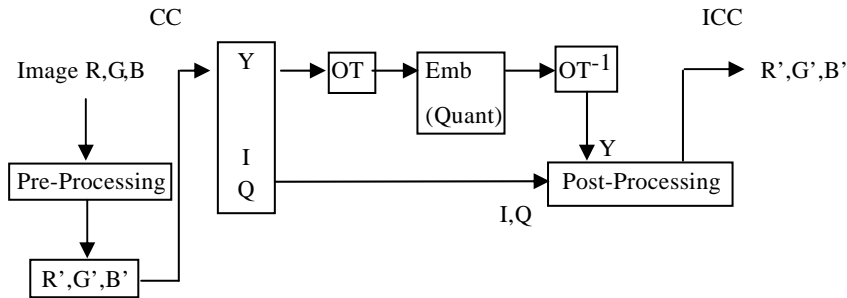 CC
ICC
Image R,G,B
Y
OT
Emb
(Quant)
OT-1
R’,G’,B’
I
Q
Y
Pre-Processing
Post-Processing
I,Q
R’,G’,B’